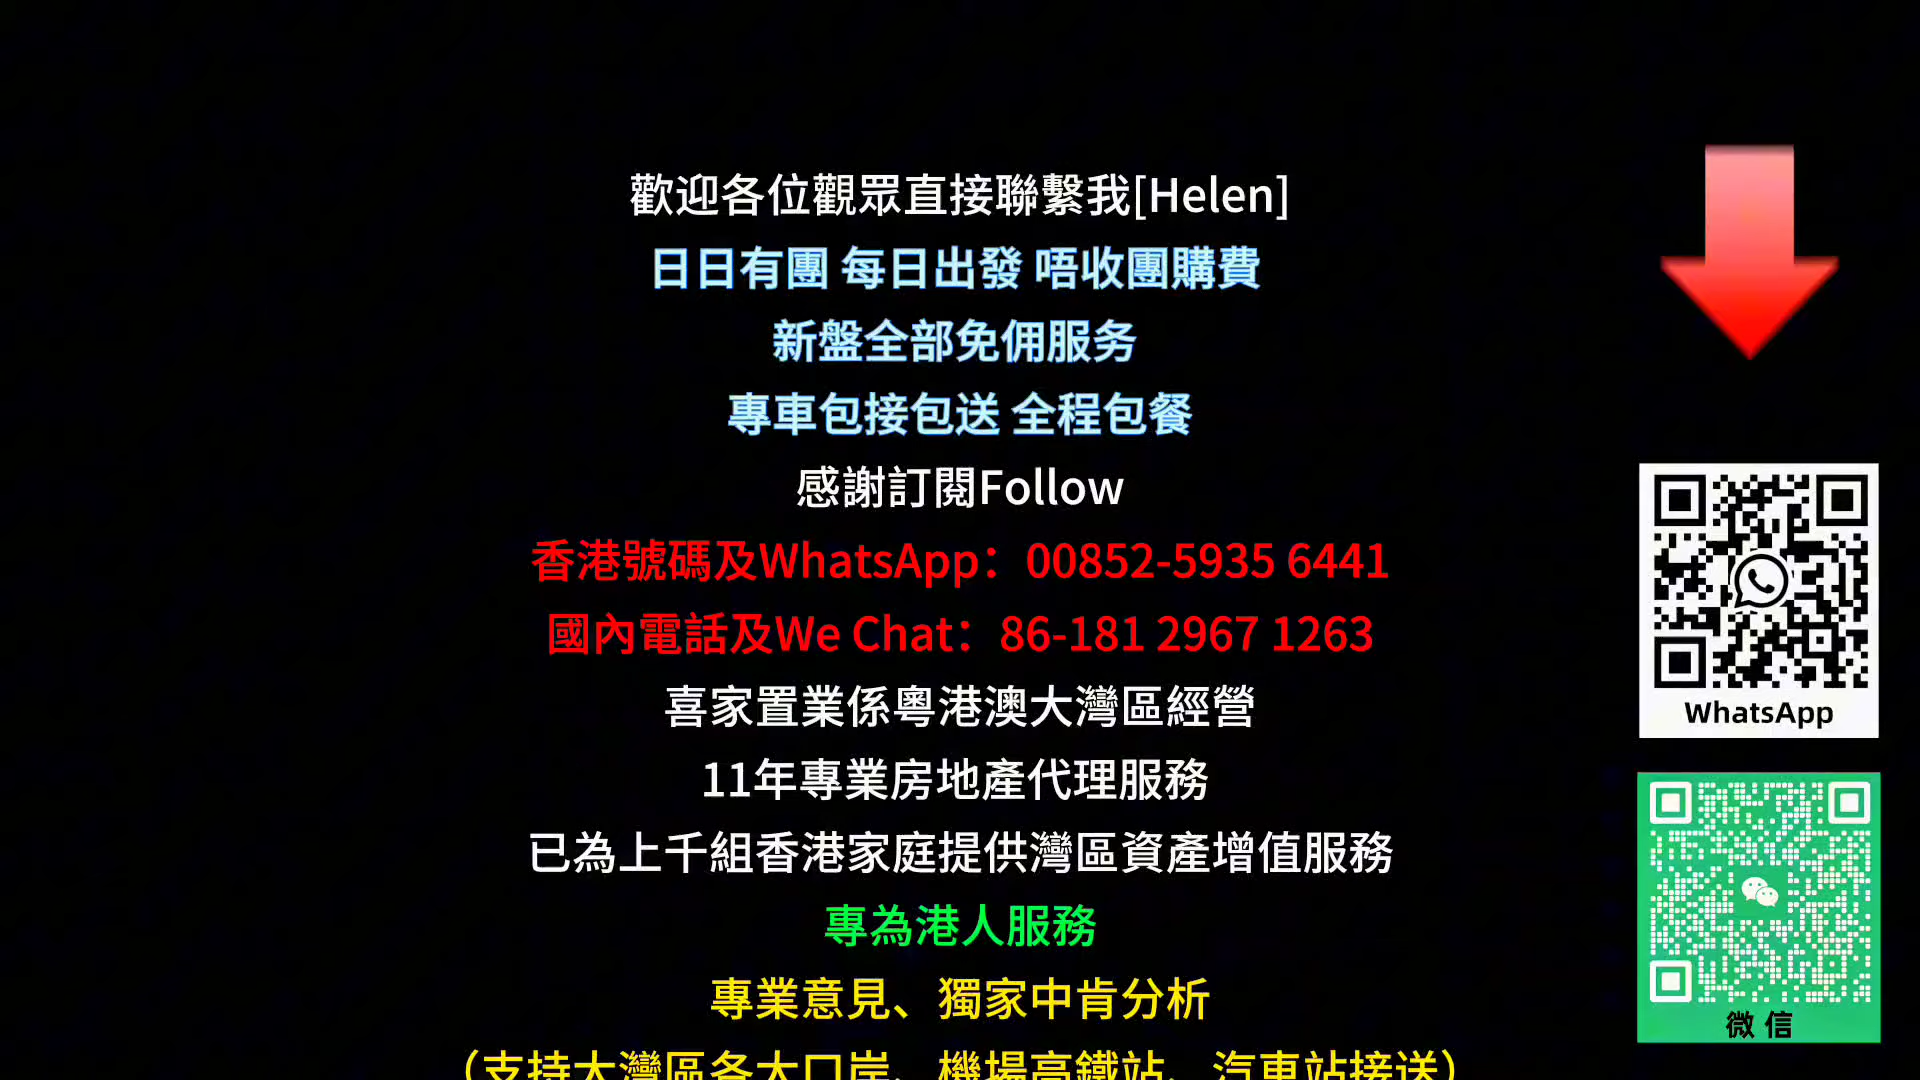 歡迎各位觀眾直接聯繫我[Helen]
日日有團 每日出發 唔收團購費
新盤全部免佣服务
專車包接包送 全程包餐
感謝訂閱Follow
香港號碼及WhatsApp：00852-5935 6441
國內電話及We Chat：86-181 2967 1263
喜家置業係粵港澳大灣區經營
11年專業房地產代理服務
已為上千組香港家庭提供灣區資產增值服務
專為港人服務
專業意見、獨家中肯分析
（支持大灣區各大口岸、機場高鐵站、汽車站接送）
WhatsApp
微信